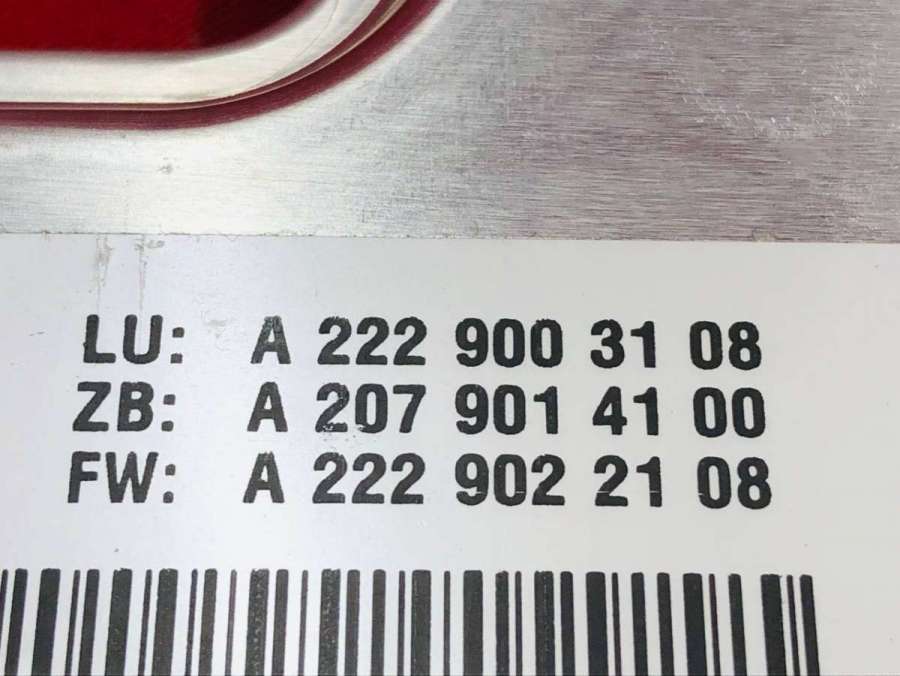 LU: A 222 900 31 08
ZB: A 207 901 41 00
FW: A 222 902 21 08